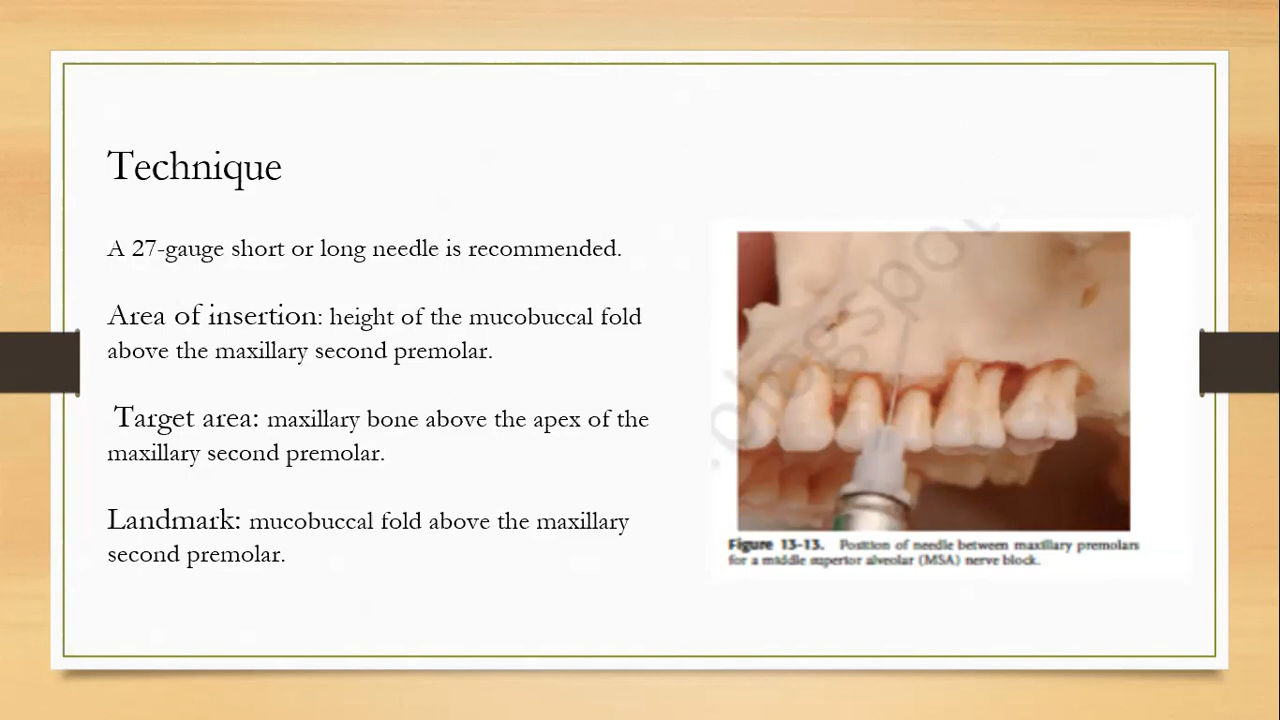 Technique
A 27-gauge short or long needle is recommended.
Area of insertion: height of the mucobuccal fold
above the maxillary second premolar.
Target area: maxillary bone above the apex of the
maxillary second premolar.
Landmark: mucobuccal fold above the maxillary
second premolar.
.blogspot
Figure 13-13. Position of needle between maxillary premolars
for a middle superior alveolar (MSA) nerve block.